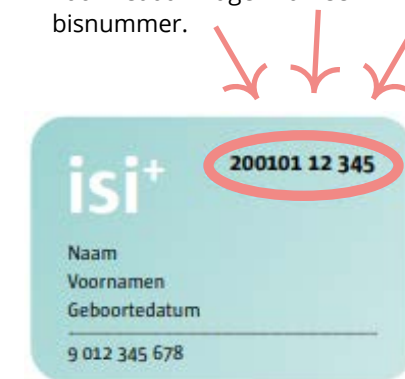 bisnummer.
isi+
200101 12 345
Naam
Voornamen
Geboortedatum
9 012 345 678